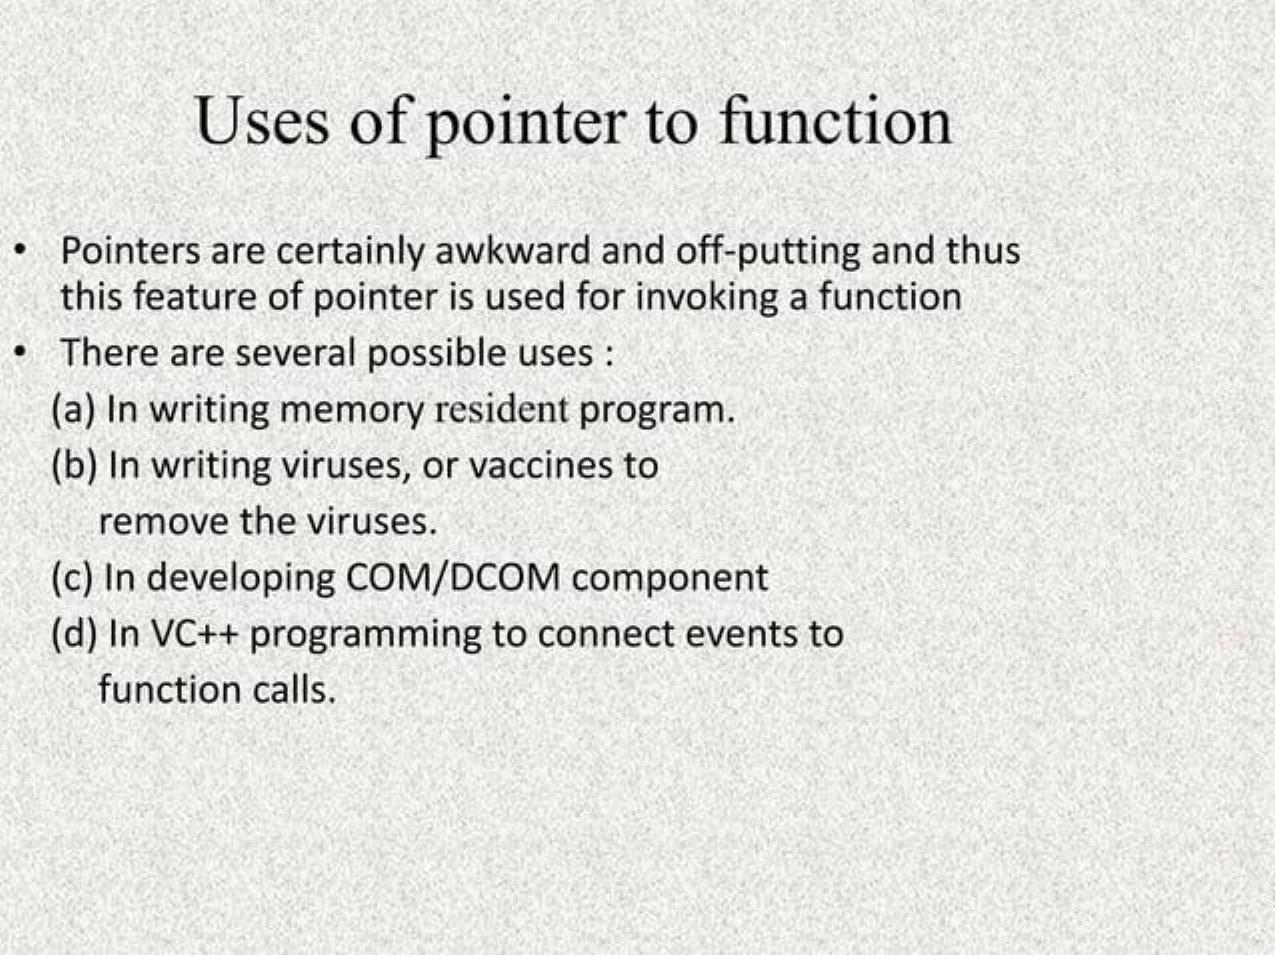 Uses of pointer to function
• Pointers are certainly awkward and off-putting and thus
this feature of pointer is used for invoking a function
• There are several possible uses :
(a) In writing memory resident program.
(b) In writing viruses, or vaccines to
remove the viruses.
(c) In developing COM/DCOM component
(d) In VC++ programming to connect events to
function calls.